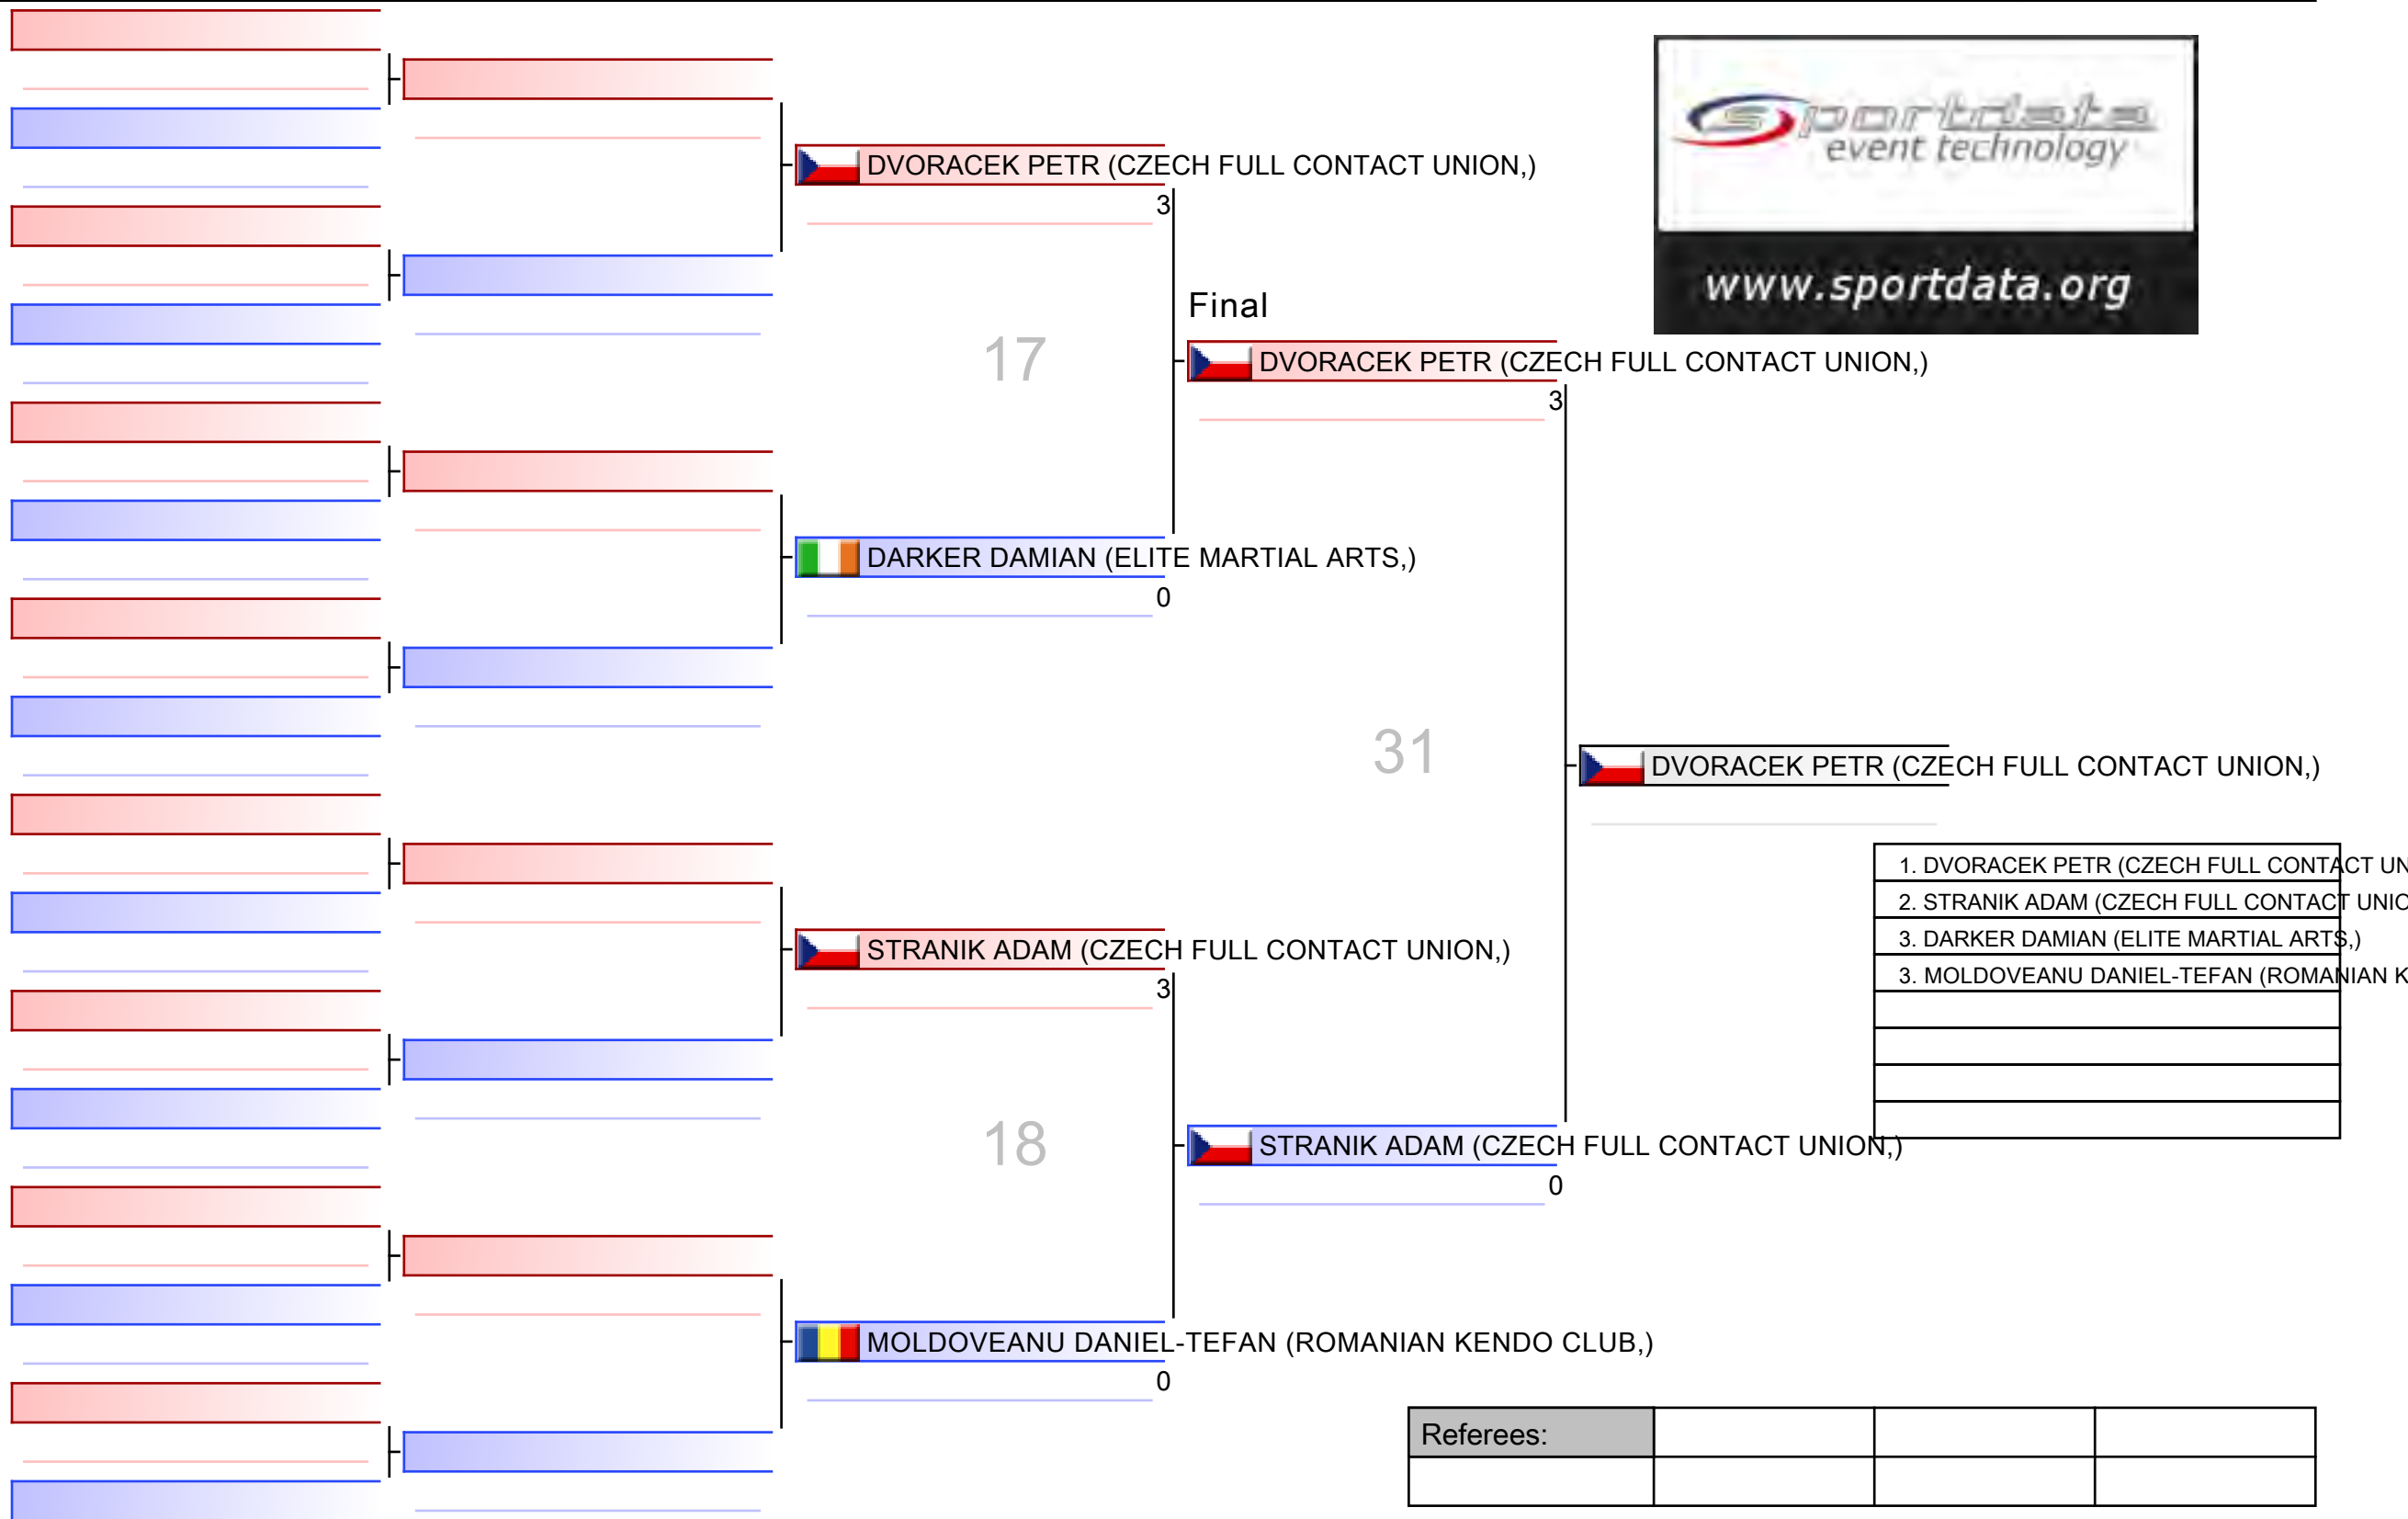 sportdata
event technology
www.sportdata.org
DVORACEK PETR (CZECH FULL CONTACT UNION,)
3
17
Final
DVORACEK PETR (CZECH FULL CONTACT UNION,)
3
DARKER DAMIAN (ELITE MARTIAL ARTS,)
0
31
DVORACEK PETR (CZECH FULL CONTACT UNION,)
1. DVORACEK PETR (CZECH FULL CONTACT UN
2. STRANIK ADAM (CZECH FULL CONTACT UNIO
3. DARKER DAMIAN (ELITE MARTIAL ARTS,)
3. MOLDOVEANU DANIEL-TEFAN (ROMANIAN K
STRANIK ADAM (CZECH FULL CONTACT UNION,)
3
18
STRANIK ADAM (CZECH FULL CONTACT UNION,)
0
MOLDOVEANU DANIEL-TEFAN (ROMANIAN KENDO CLUB,)
0
Referees: